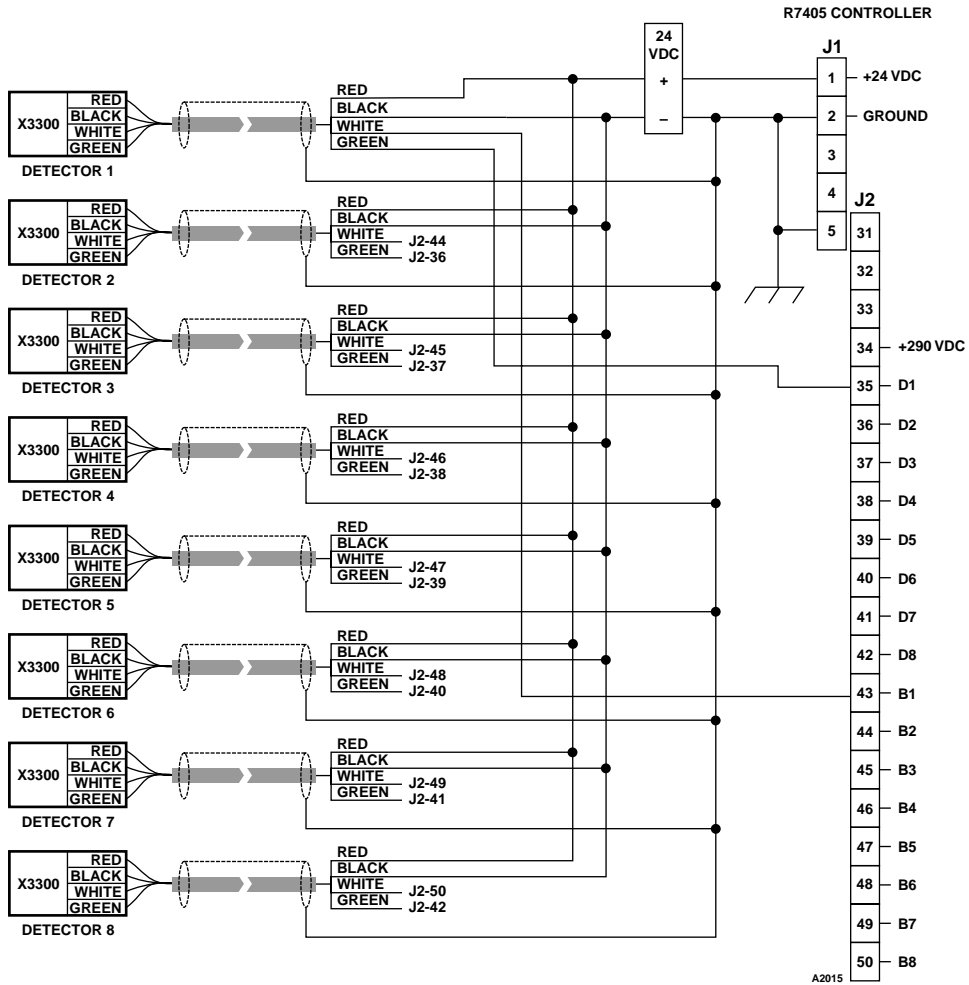 R7405 CONTROLLER
24
VDC
+
–
J1
1
+24 VDC
2
GROUND
3
4
5
X3300
RED
BLACK
WHITE
GREEN
DETECTOR 1
RED
BLACK
WHITE
GREEN
X3300
RED
BLACK
WHITE
GREEN
DETECTOR 2
RED
BLACK
WHITE
J2-44
GREEN
J2-36
X3300
RED
BLACK
WHITE
GREEN
DETECTOR 3
RED
BLACK
WHITE
J2-45
GREEN
J2-37
X3300
RED
BLACK
WHITE
GREEN
DETECTOR 4
RED
BLACK
WHITE
J2-46
GREEN
J2-38
X3300
RED
BLACK
WHITE
GREEN
DETECTOR 5
RED
BLACK
WHITE
J2-47
GREEN
J2-39
X3300
RED
BLACK
WHITE
GREEN
DETECTOR 6
RED
BLACK
WHITE
J2-48
GREEN
J2-40
X3300
RED
BLACK
WHITE
GREEN
DETECTOR 7
RED
BLACK
WHITE
J2-49
GREEN
J2-41
X3300
RED
BLACK
WHITE
GREEN
DETECTOR 8
RED
BLACK
WHITE
J2-50
GREEN
J2-42
J2
31
32
33
34
+290 VDC
35
D1
36
D2
37
D3
38
D4
39
D5
40
D6
41
D7
42
D8
43
B1
44
B2
45
B3
46
B4
47
B5
48
B6
49
B7
50
B8
A2015